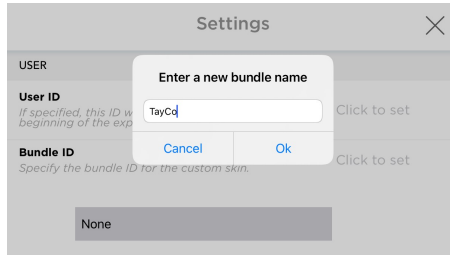 Settings
USER
User ID
If specified, this ID w
beginning of the exp
Click to set
Enter a new bundle name
TayCo
Cancel Ok
Bundle ID
Specify the bundle ID for the custom skin.
Click to set
None